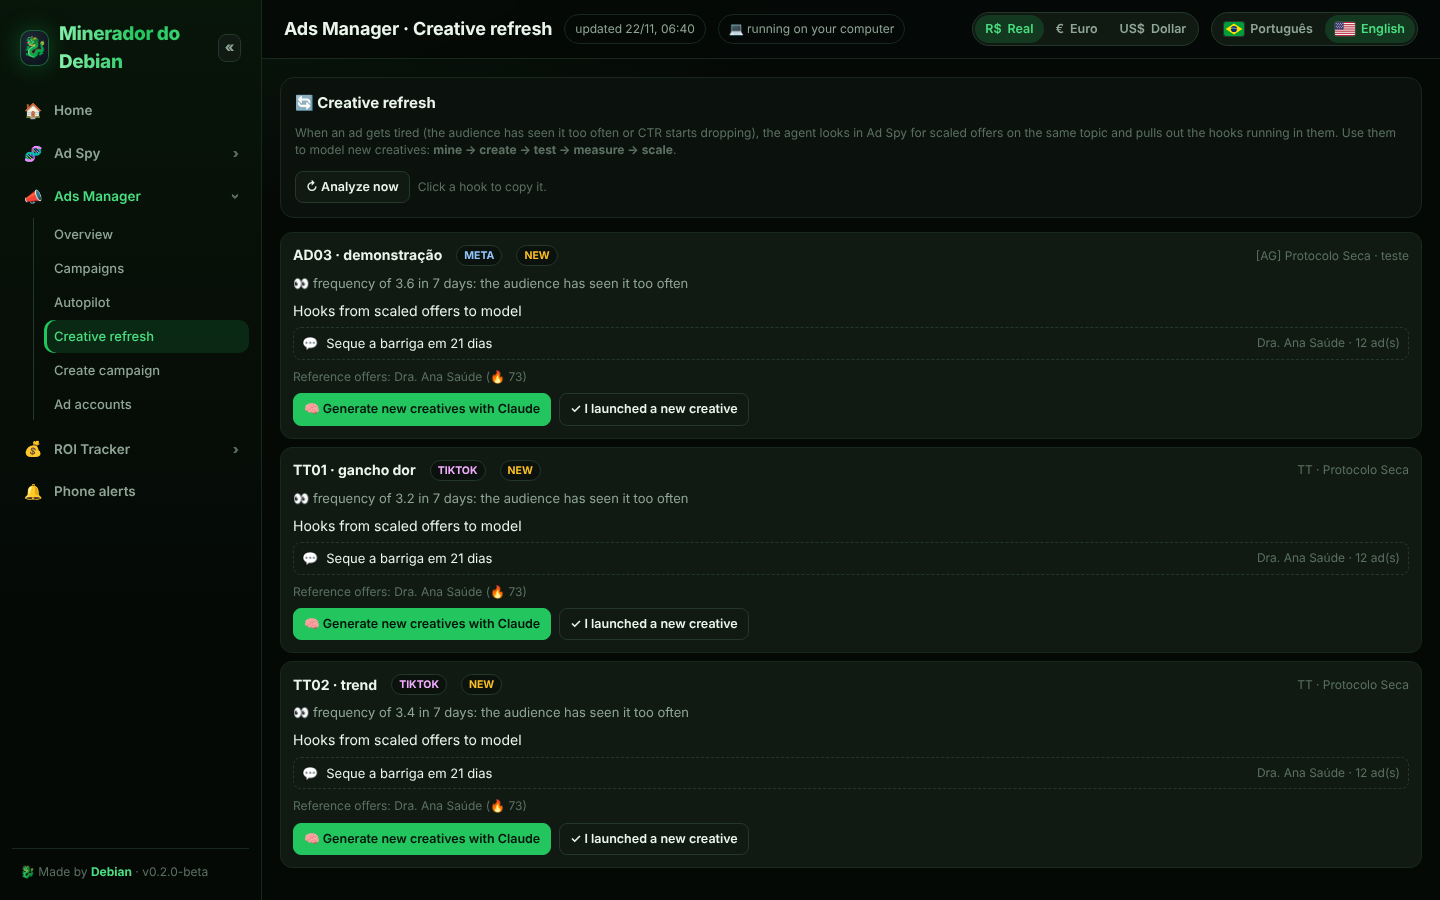 Minerador do
Debian
«
Home
Ad Spy
Ads Manager
Overview
Campaigns
Autopilot
Creative refresh
Create campaign
Ad accounts
ROI Tracker
Phone alerts
Made by Debian · v0.2.0-beta
Ads Manager · Creative refresh
updated 22/11, 06:40
running on your computer
R$ Real
€ Euro
US$ Dollar
Português
English
Creative refresh
When an ad gets tired (the audience has seen it too often or CTR starts dropping), the agent looks in Ad Spy for scaled offers on the same topic and pulls out the hooks running in them. Use them
to model new creatives: mine → create → test → measure → scale.
↻ Analyze now
Click a hook to copy it.
AD03 · demonstração
META
NEW
[AG] Protocolo Seca · teste
👀 frequency of 3.6 in 7 days: the audience has seen it too often
Hooks from scaled offers to model
💬 Seque a barriga em 21 dias
Dra. Ana Saúde · 12 ad(s)
Reference offers: Dra. Ana Saúde (🔥 73)
🧠 Generate new creatives with Claude
✓ I launched a new creative
TT01 · gancho dor
TIKTOK
NEW
TT · Protocolo Seca
👀 frequency of 3.2 in 7 days: the audience has seen it too often
Hooks from scaled offers to model
💬 Seque a barriga em 21 dias
Dra. Ana Saúde · 12 ad(s)
Reference offers: Dra. Ana Saúde (🔥 73)
🧠 Generate new creatives with Claude
✓ I launched a new creative
TT02 · trend
TIKTOK
NEW
TT · Protocolo Seca
👀 frequency of 3.4 in 7 days: the audience has seen it too often
Hooks from scaled offers to model
💬 Seque a barriga em 21 dias
Dra. Ana Saúde · 12 ad(s)
Reference offers: Dra. Ana Saúde (🔥 73)
🧠 Generate new creatives with Claude
✓ I launched a new creative